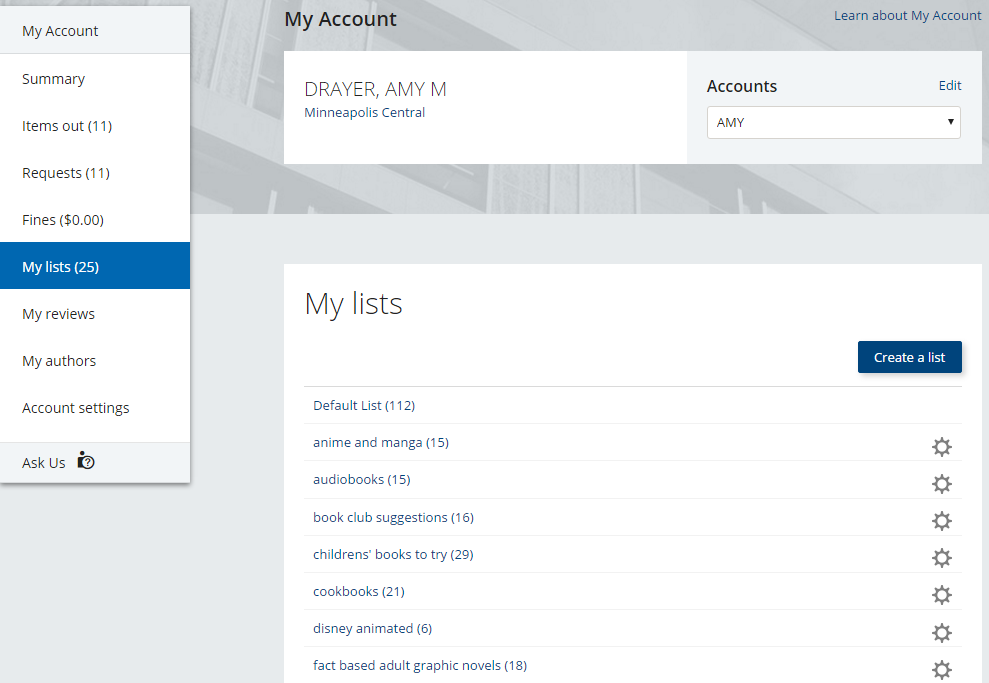 My Account
Summary
Items out (11)
Requests (11)
Fines ($0.00)
My lists (25)
My reviews
My authors
Account settings
Ask Us
My Account
Learn about My Account
DRAYER, AMY M
Minneapolis Central
Accounts
Edit
AMY
My lists
Create a list
Default List (112)
anime and manga (15)
audiobooks (15)
book club suggestions (16)
childrens' books to try (29)
cookbooks (21)
disney animated (6)
fact based adult graphic novels (18)